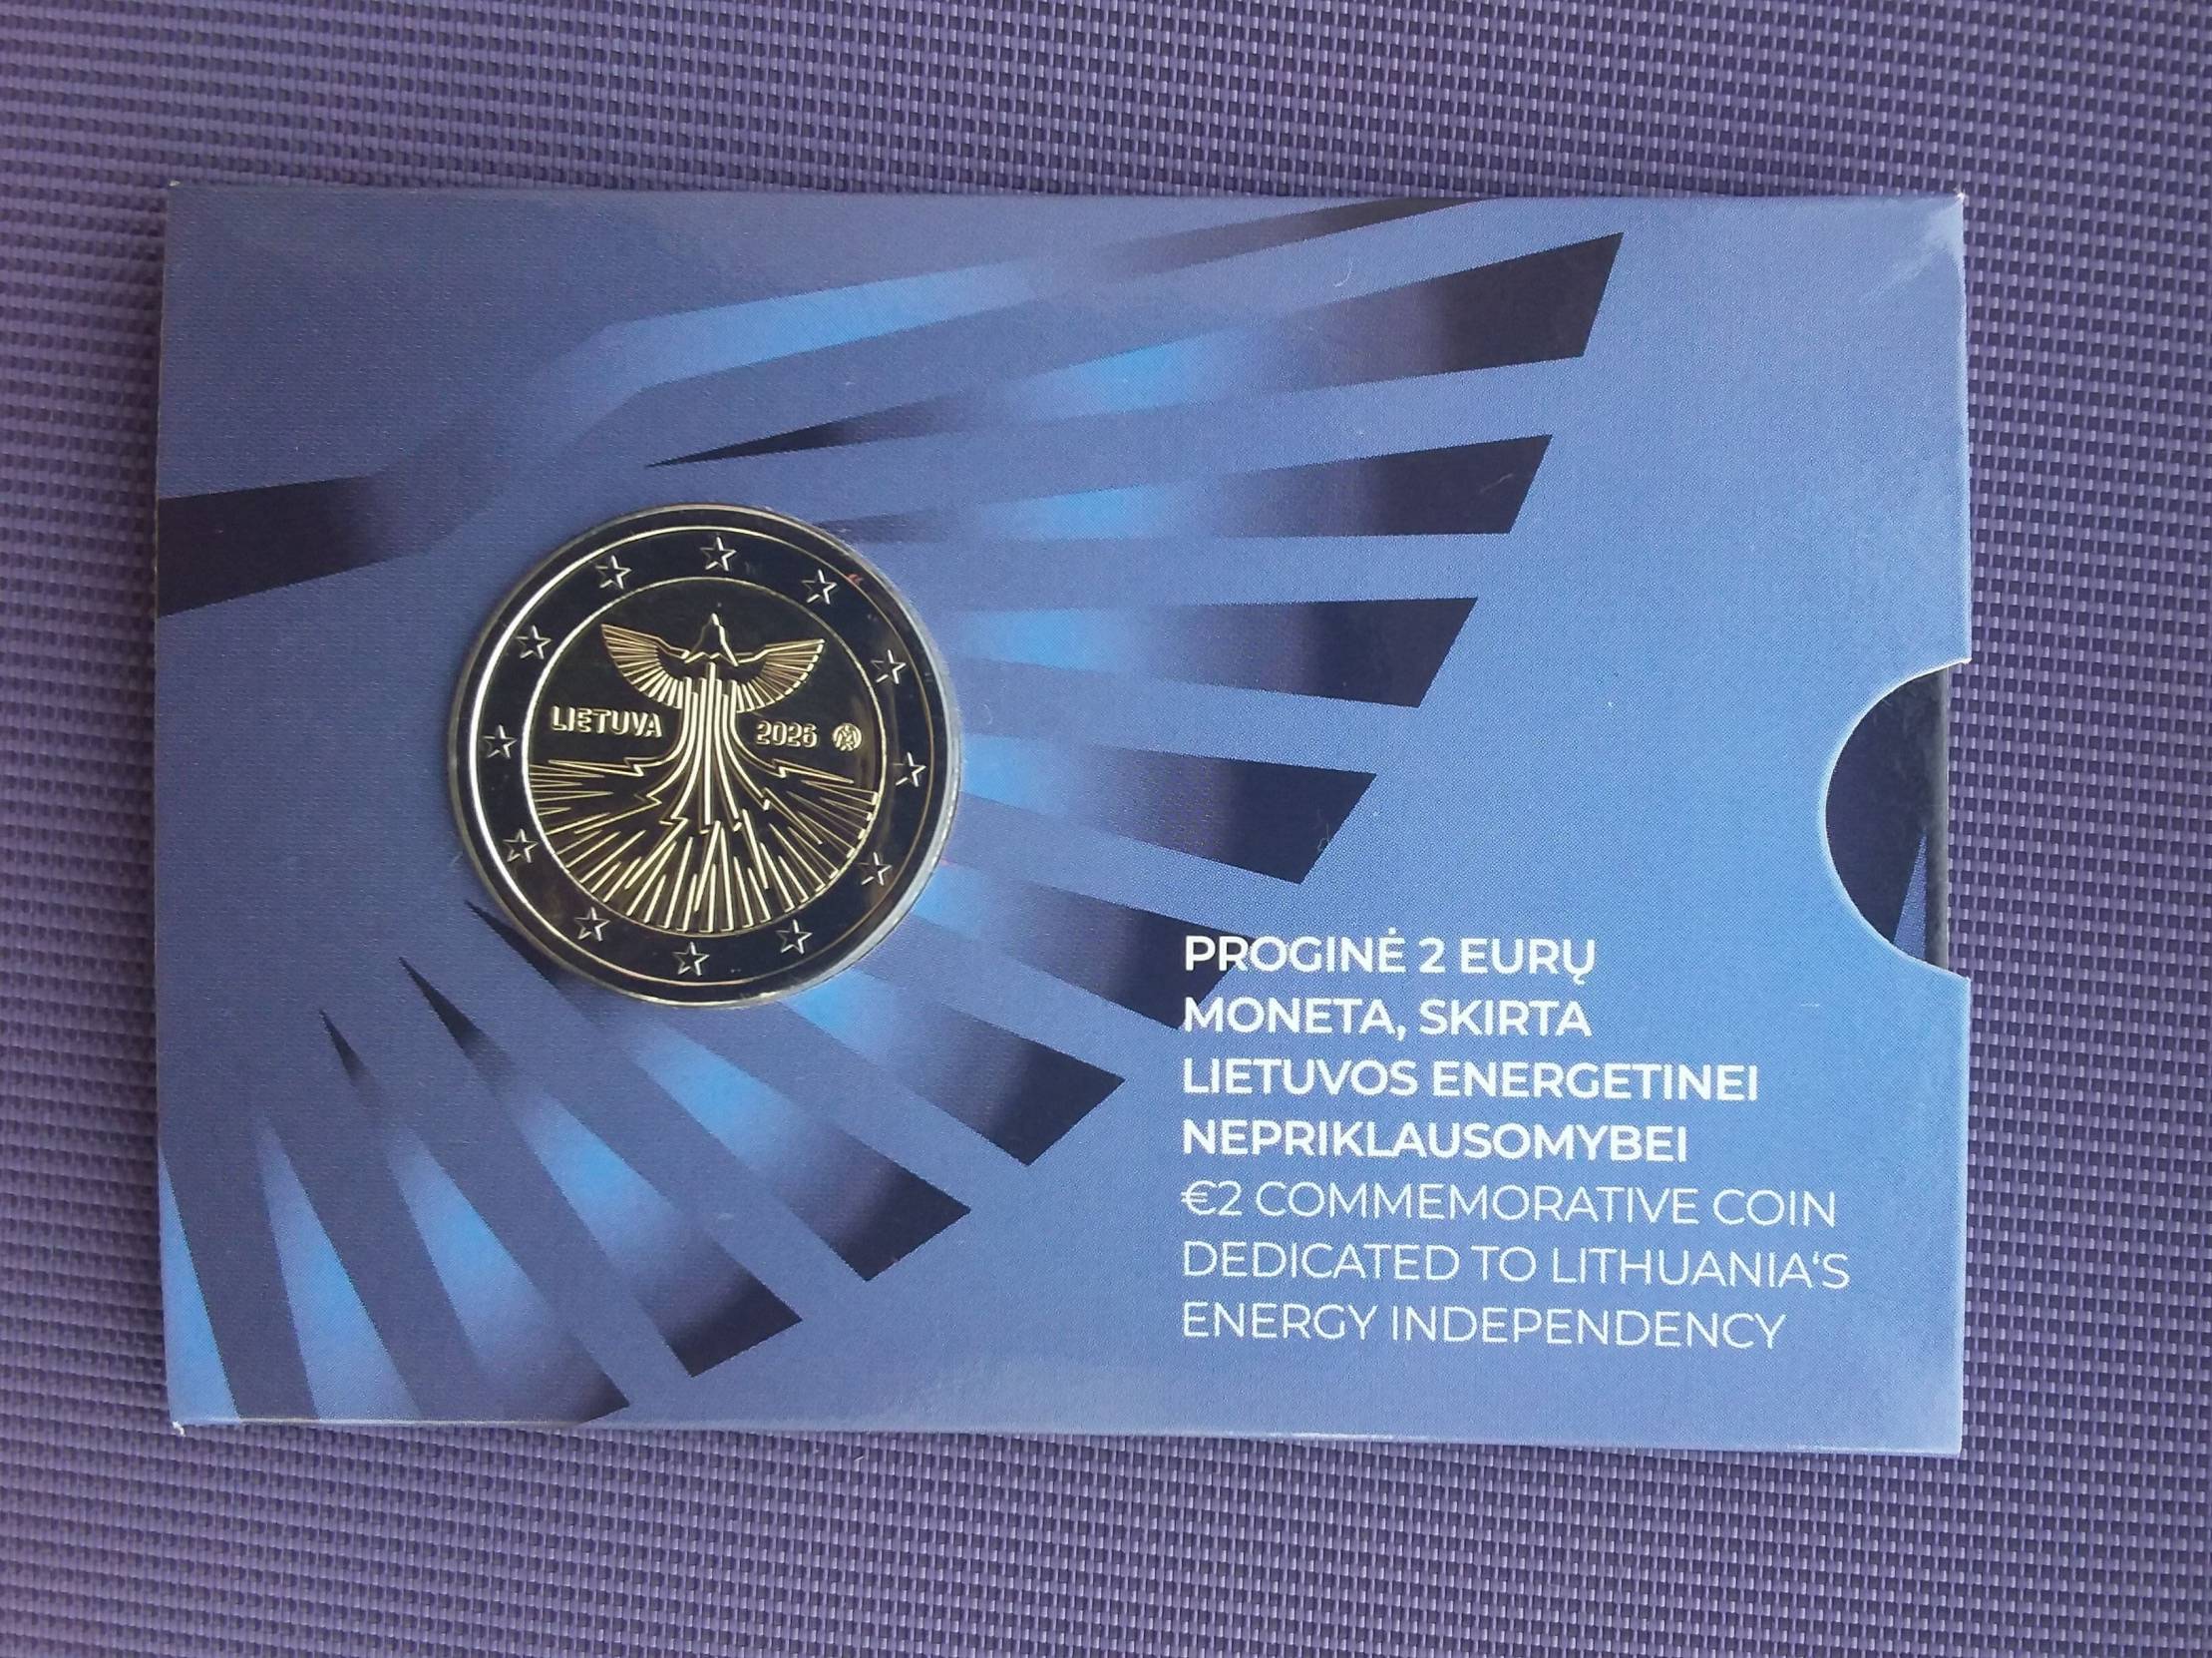 LIETUVA 2026
PROGINĖ 2 EURŲ
MONETA, SKIRTA
LIETUVOS ENERGETINEI
NEPRIKLAUSOMYBEI
€2 COMMEMORATIVE COIN
DEDICATED TO LITHUANIA‘S
ENERGY INDEPENDENCY